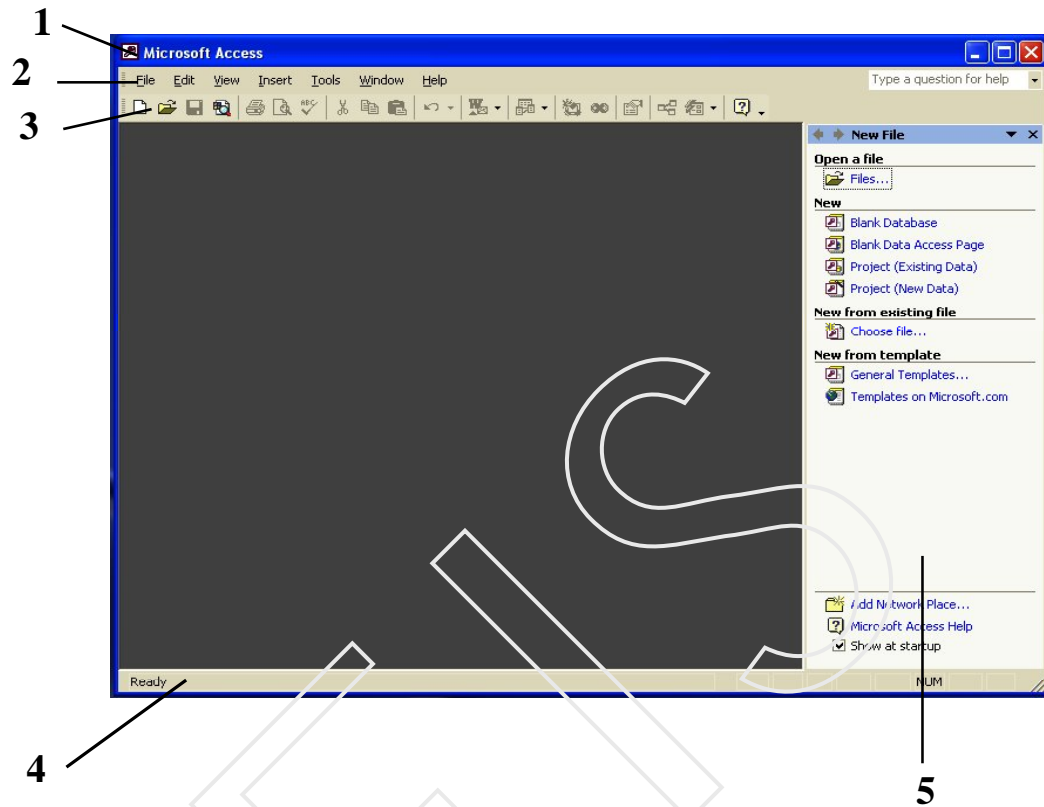 1
Microsoft Access
2
File Edit View Insert Tools Window Help
Type a question for help
3
New File
Open a file
Files...
New
Blank Database
Blank Data Access Page
Project (Existing Data)
Project (New Data)
New from existing file
Choose file...
New from template
General Templates...
Templates on Microsoft.com
Add Network Place...
Microsoft Access Help
Show at startup
Ready
NUM
4
5